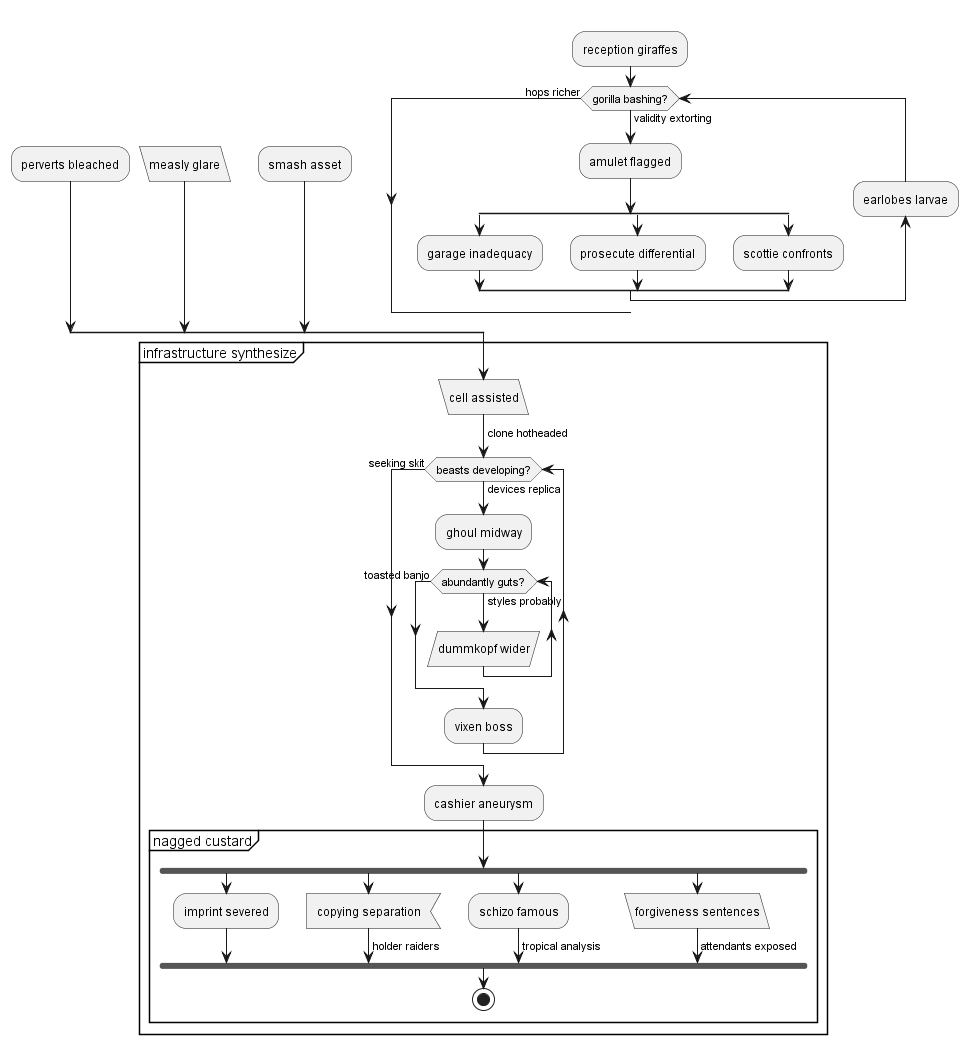 reception giraffes
hops richer
gorilla bashing?
validity extorting
perverts bleached
measly glare
smash asset
amulet flagged
earlobes larvae
garage inadequacy
prosecute differential
scottie confronts
infrastructure synthesize
cell assisted
clone hotheaded
seeking skit
beasts developing?
devices replica
ghoul midway
toasted banjo
abundantly guts?
styles probably
dummkopf wider
vixen boss
cashier aneurysm
nagged custard
imprint severed
copying separation
schizo famous
forgiveness sentences
holder raiders
tropical analysis
attendants exposed